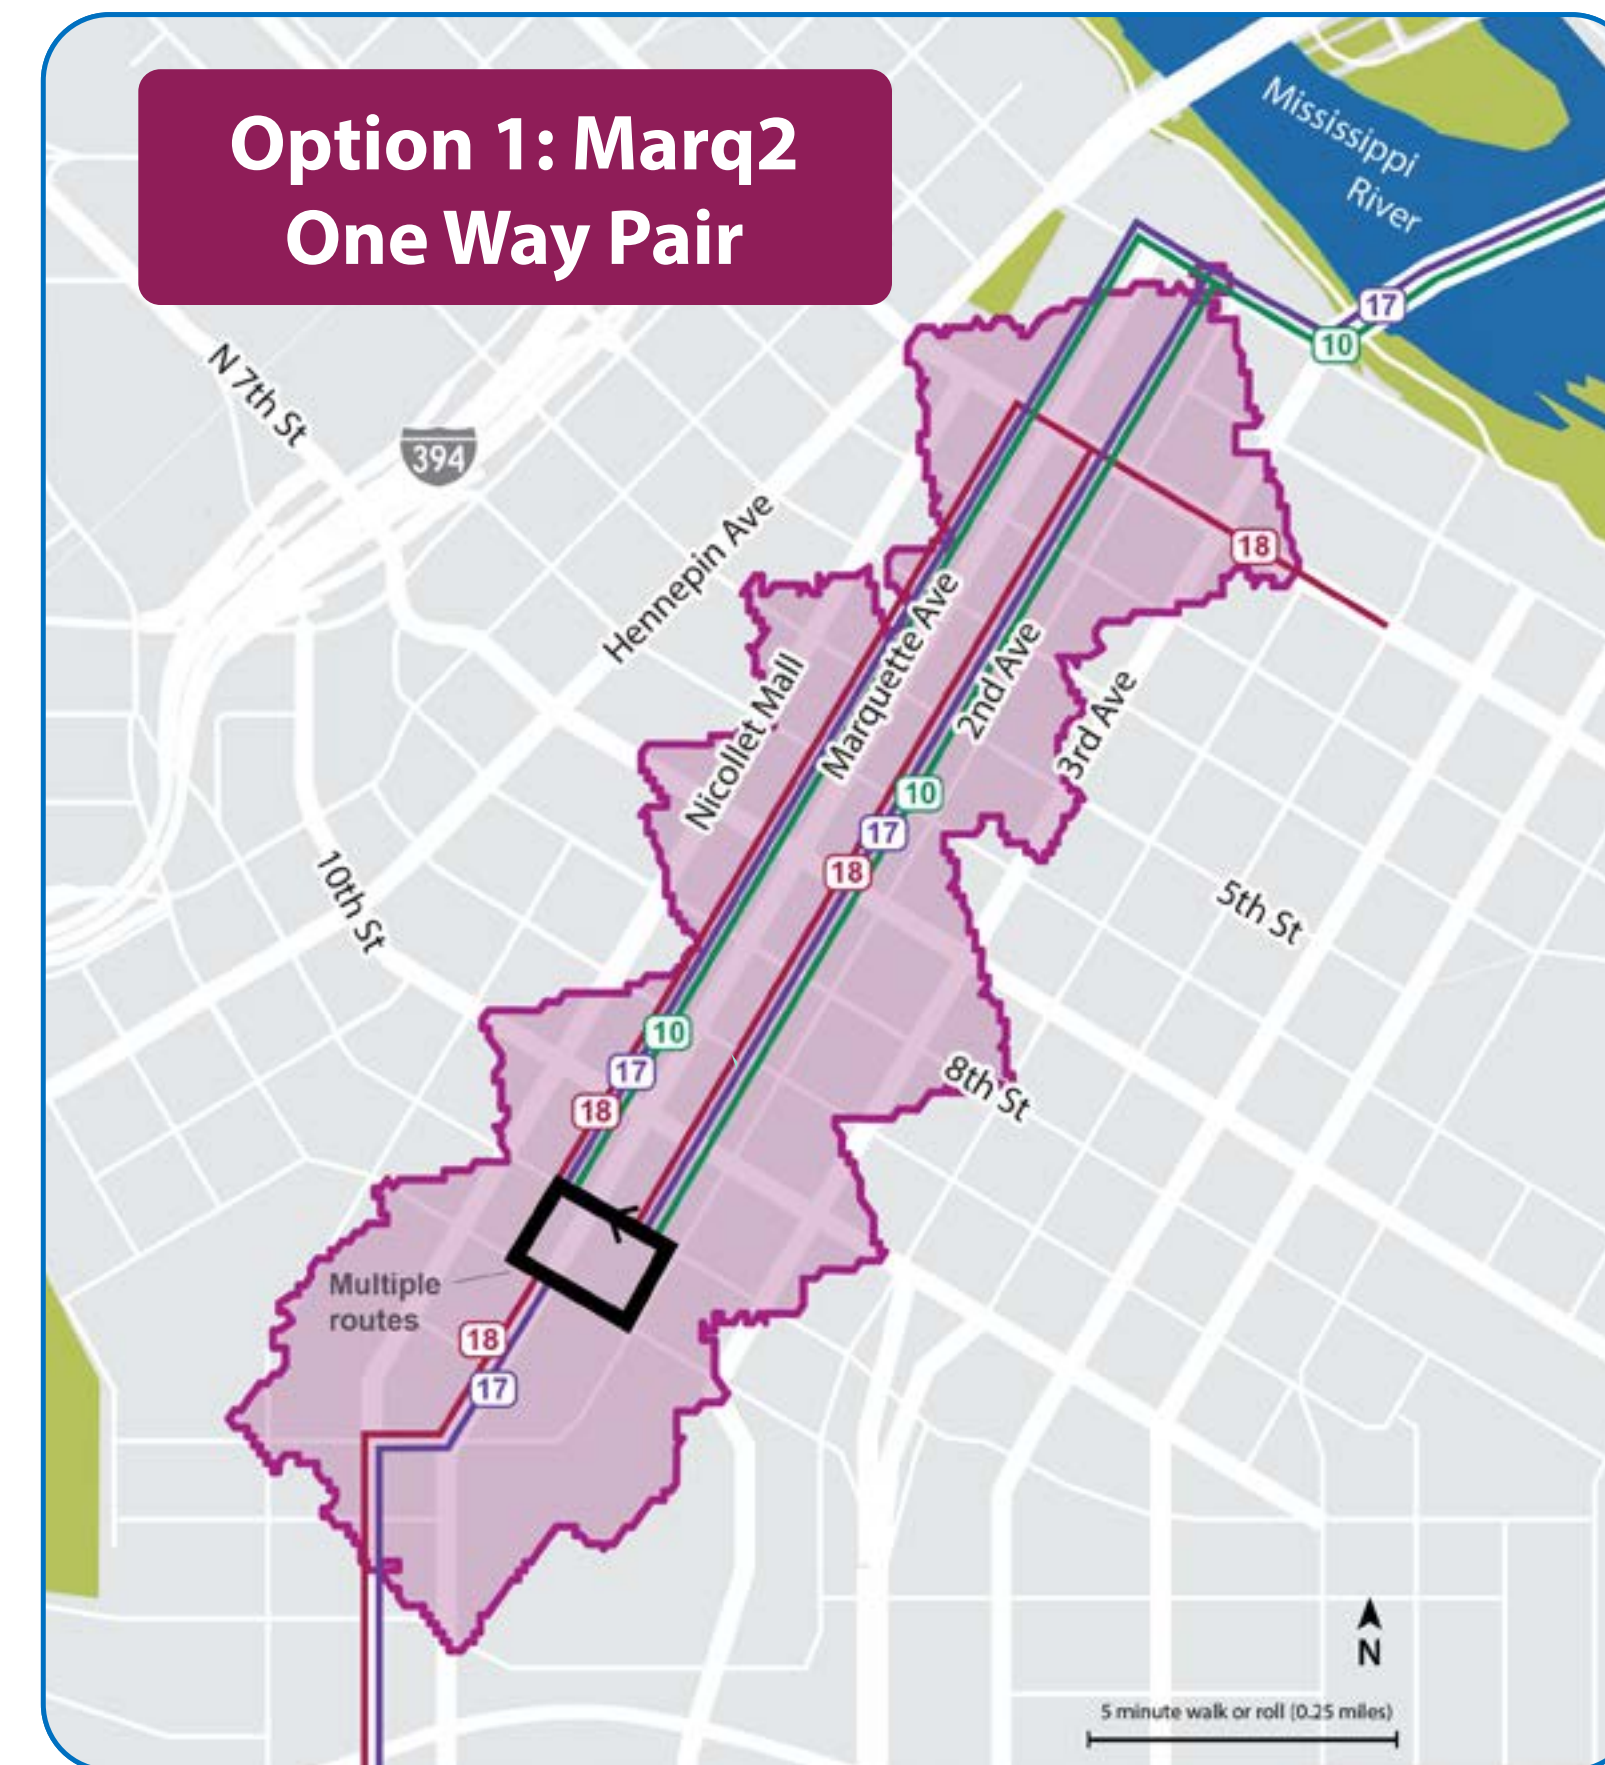 Option 1: Marq2
One Way Pair
Mississippi
River
17
10
N 7th St
394
Hennepin Ave
18
Nicollet Mall
Marquette Ave
2nd Ave
3rd Ave
10
17
18
10th St
5th St
10
17
18
8th St
Multiple
routes
18
17
N
5 minute walk or roll (0.25 miles)